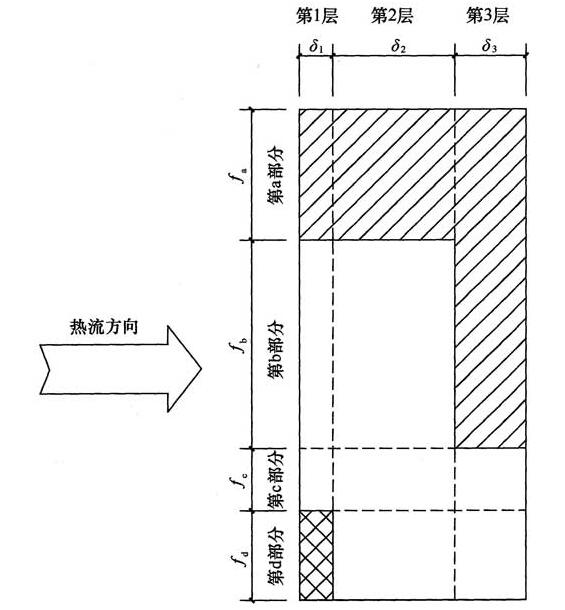 第1层 第2层 第3层
δ1 δ2 δ3
fa 第a部分
热流方向
fb 第b部分
fc 第c部分
fd 第d部分